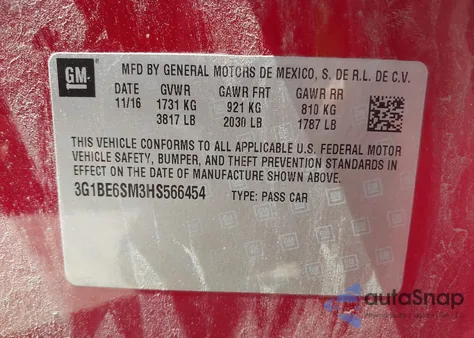 GM
MFD BY GENERAL MOTORS DE MEXICO, S. DE R.L. DE C.V.
11/16 GVWR GAWR FRT GAWR RR
1731 KG 921 KG 810 KG
3817 LB 2030 LB 1787 LB
THIS VEHICLE CONFORMS TO ALL APPLICABLE U.S. FEDERAL MOTOR
VEHICLE SAFETY, BUMPER, AND THEFT PREVENTION STANDARDS IN
EFFECT ON THE DATE OF MANUFACTURE SHOWN ABOVE.
3G1BE6SM3HS566454 TYPE: PASS CAR
autoSnap